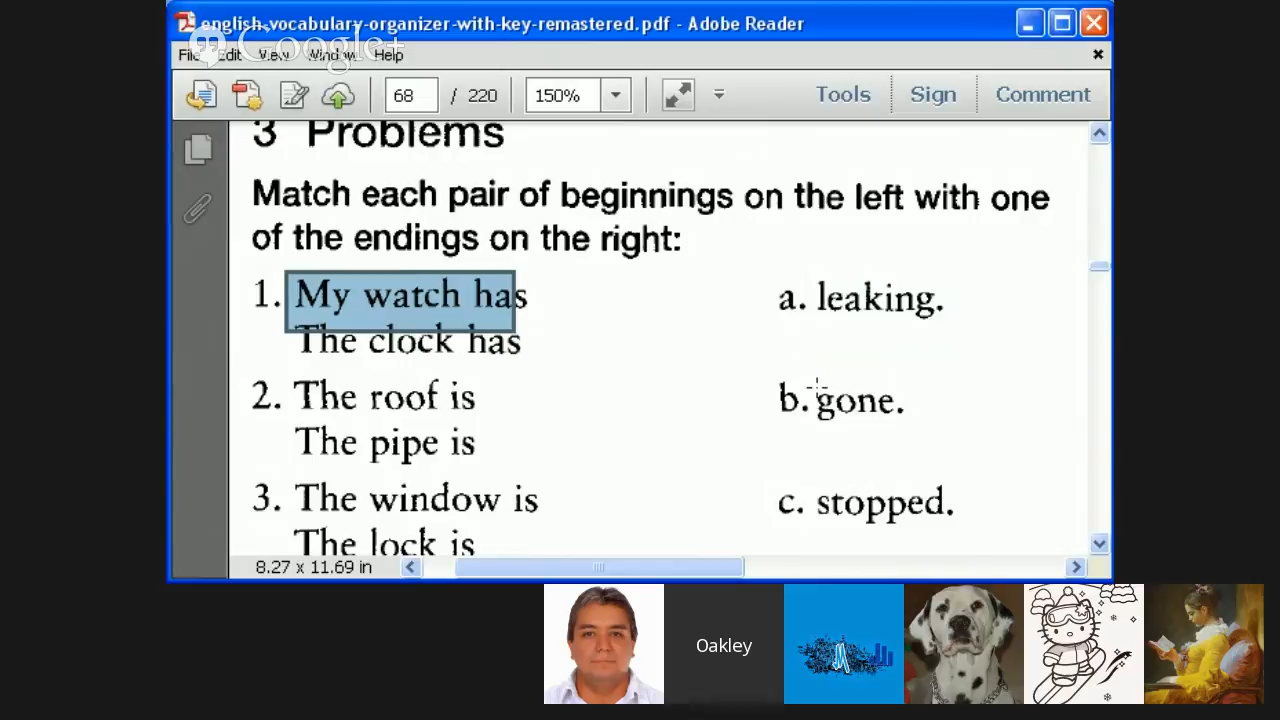 english-vocabulary-organizer-with-key-remastered.pdf - Adobe Reader
Google+
File Edit View Window Help
68 / 220 150% Tools Sign Comment
3 Problems
Match each pair of beginnings on the left with one
of the endings on the right:
1. My watch has
The clock has
a. leaking.
2. The roof is
The pipe is
b. gone.
3. The window is
The lock is
c. stopped.
8.27 x 11.69 in
Oakley